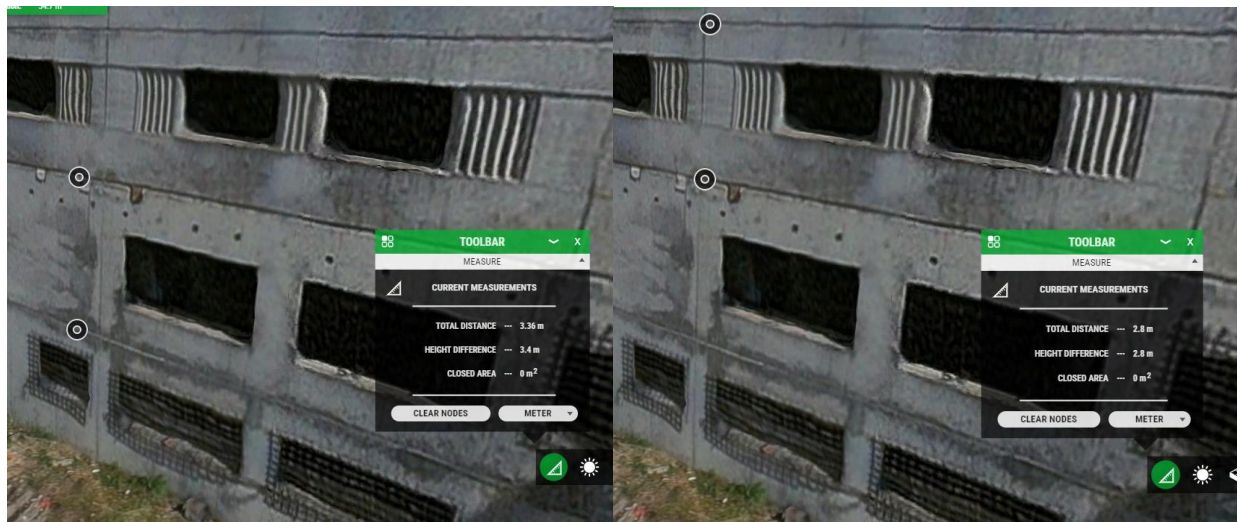 54.7 m
TOOLBAR X
MEASURE
CURRENT MEASUREMENTS
TOTAL DISTANCE --- 3.36 m
HEIGHT DIFFERENCE --- 3.4 m
CLOSED AREA --- 0 m²
CLEAR NODES METER
TOOLBAR X
MEASURE
CURRENT MEASUREMENTS
TOTAL DISTANCE --- 2.8 m
HEIGHT DIFFERENCE --- 2.8 m
CLOSED AREA --- 0 m²
CLEAR NODES METER